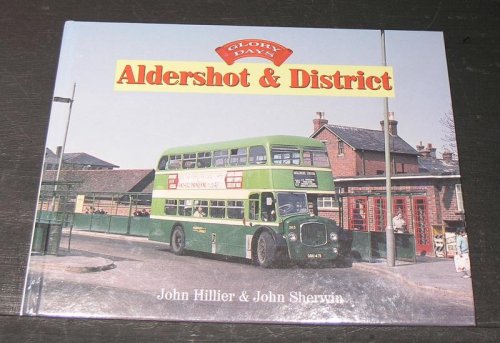 GLORY
DAYS
Aldershot & District
John Hillier & John Sherwin